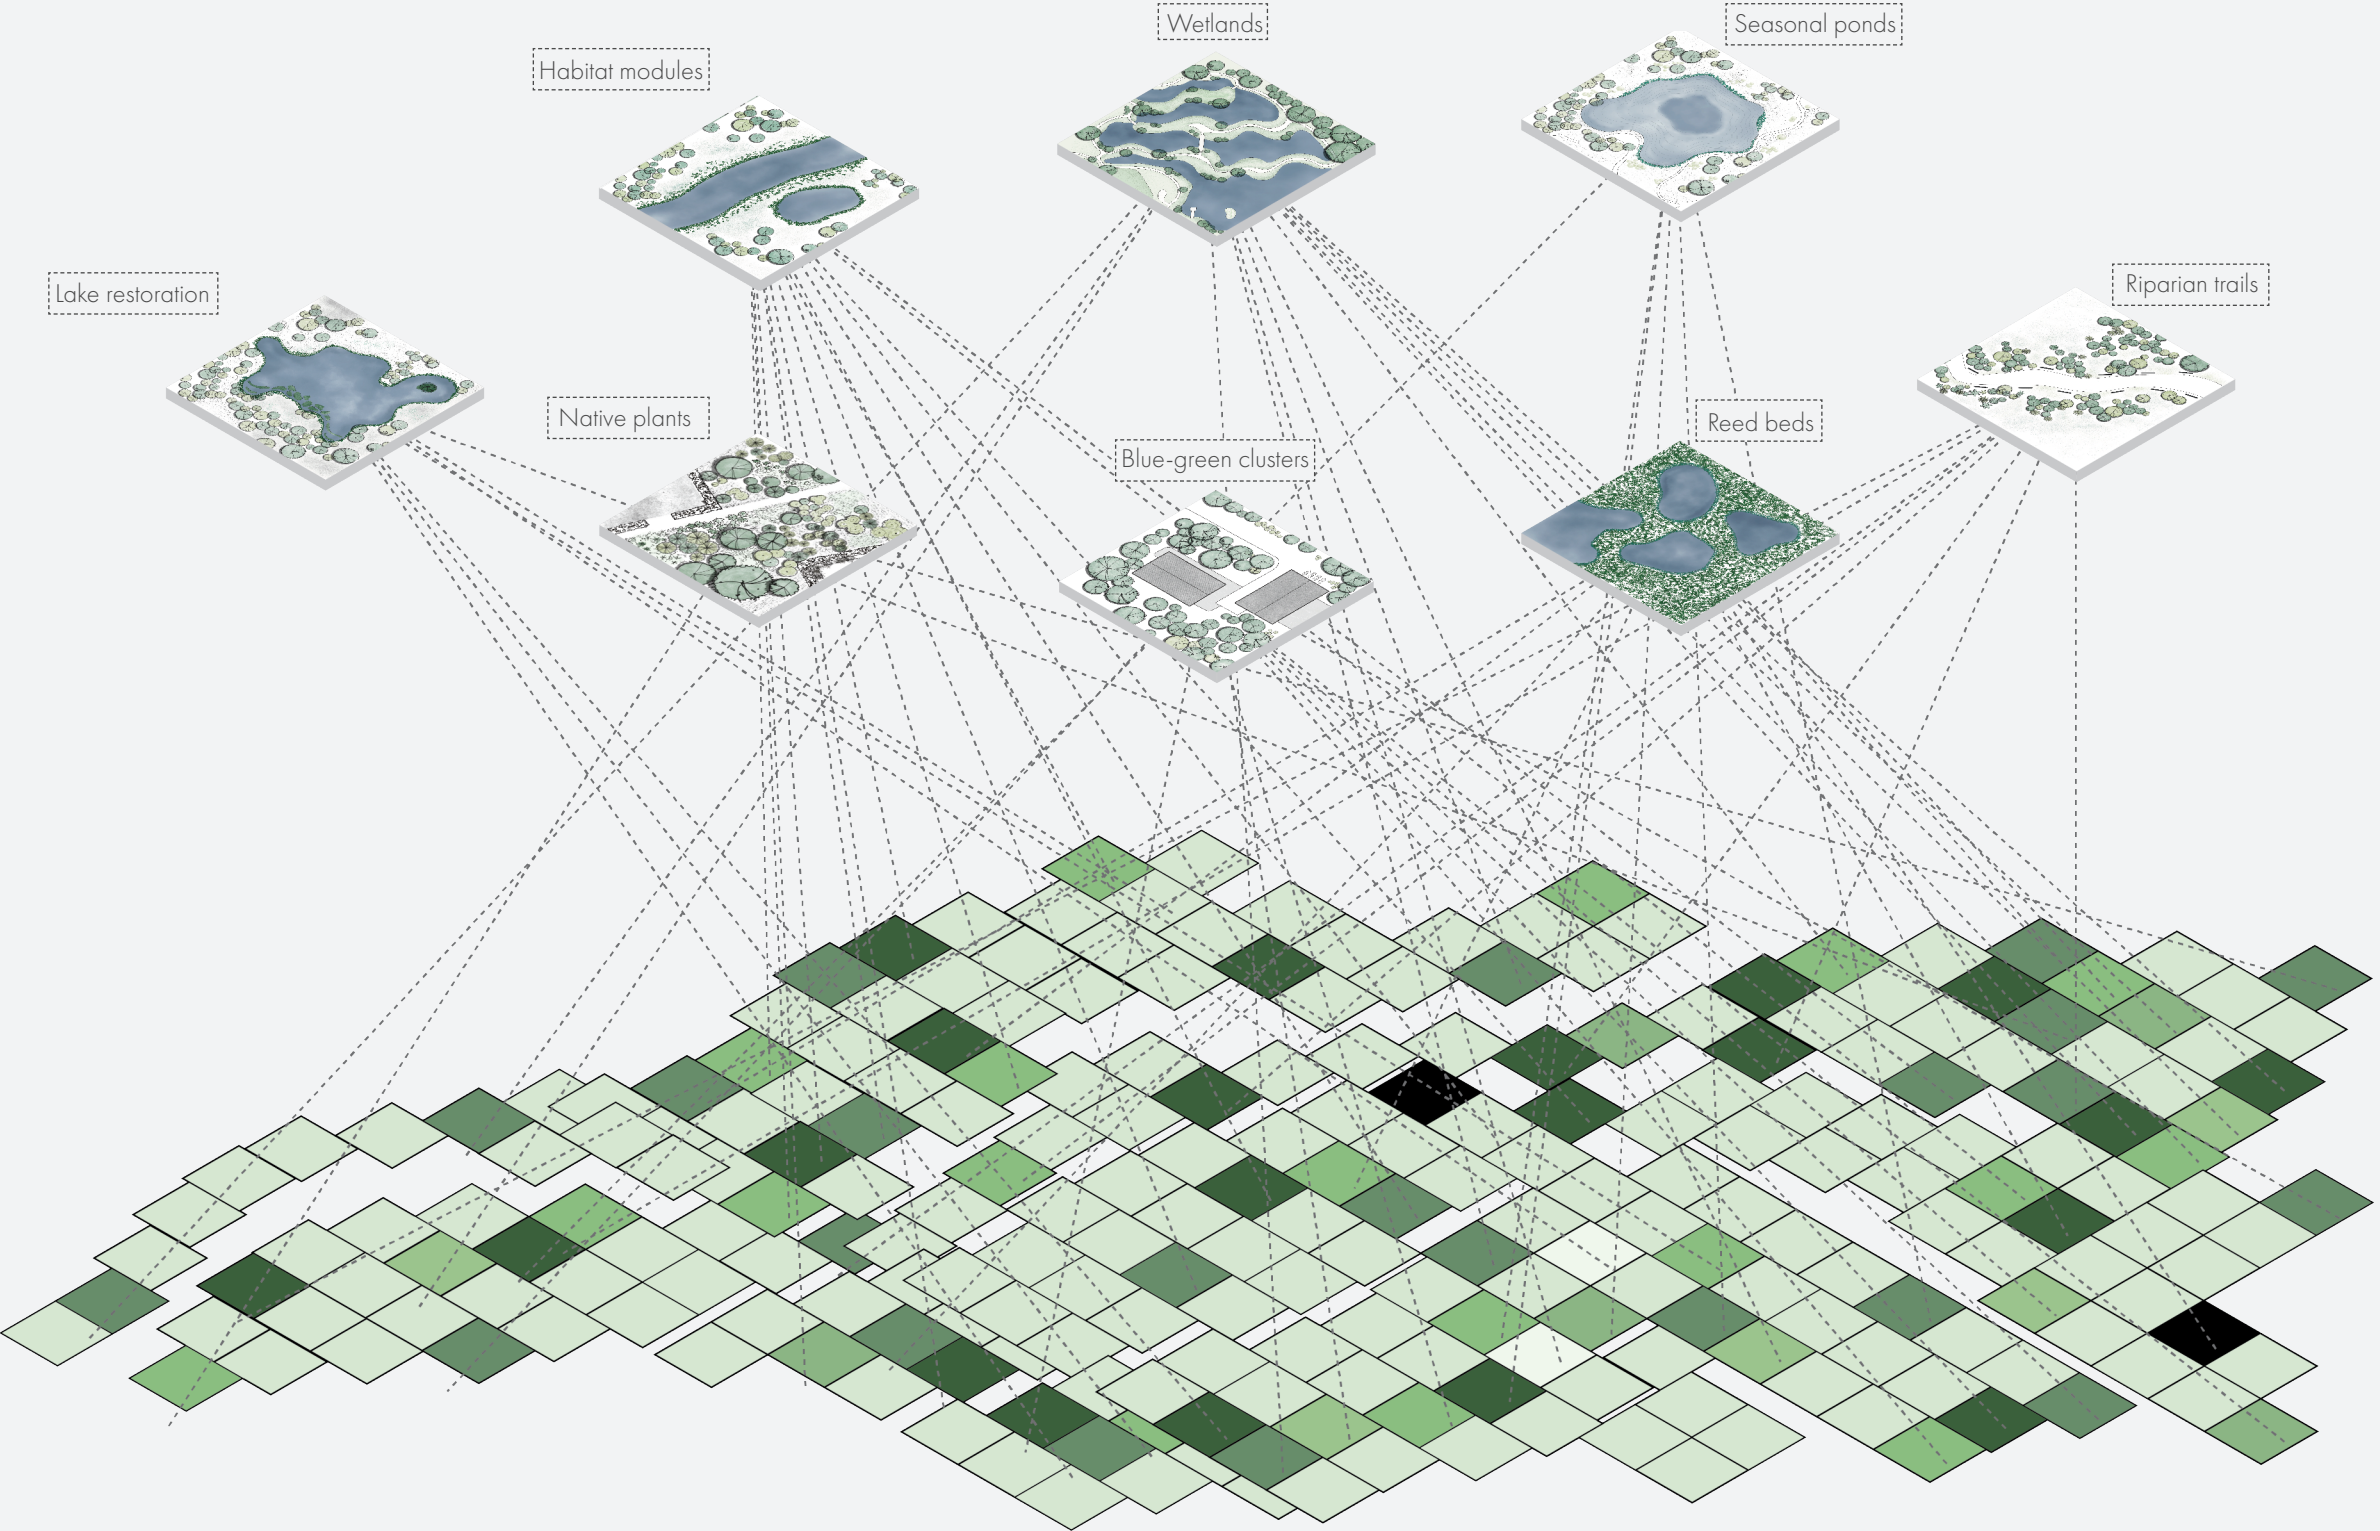 Wetlands
Seasonal ponds
Habitat modules
Lake restoration
Riparian trails
Native plants
Reed beds
Blue-green clusters